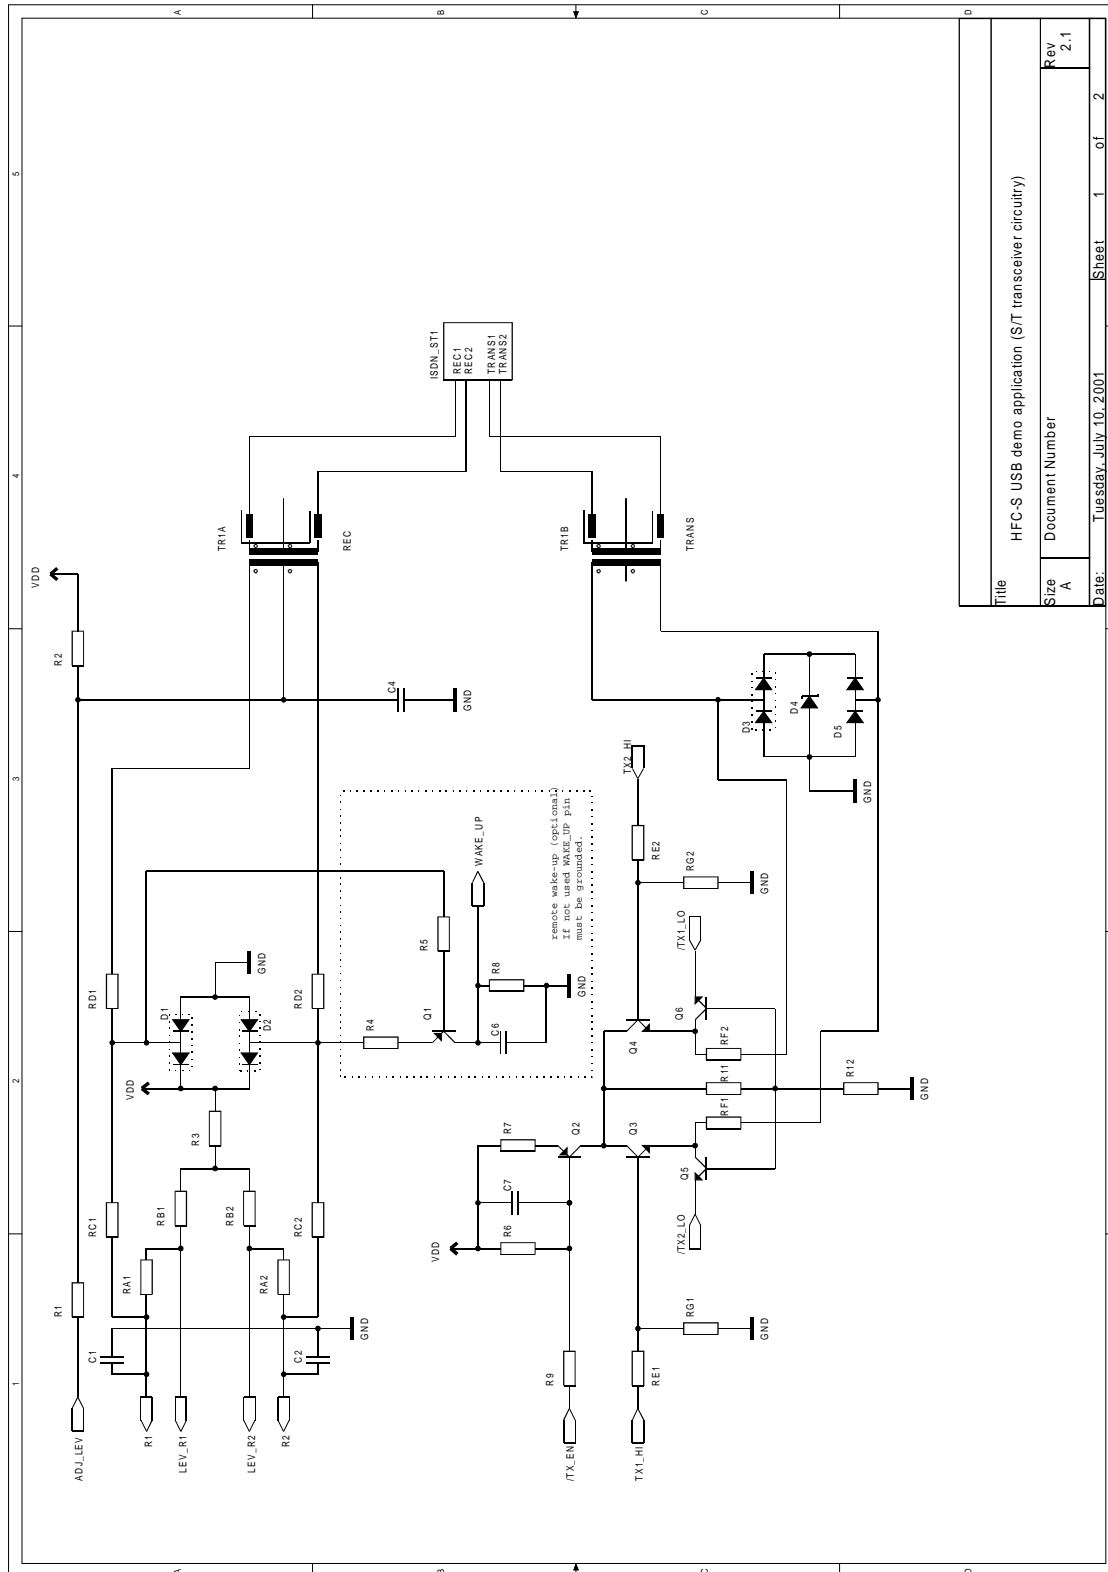 A
B
C
D
5
4
3
2
1
VDD
R2
TR1A
REC
ISDN_ST1
REC1
REC2
TRANS1
TRANS2
TR1B
TRANS
C4
GND
D3
D4
D5
GND
TX2_HI
RE2
RG2
GND
/TX1_LO
Q6
Q4
RF2
R11
RF1
R12
GND
Q3
Q5
/TX2_LO
RD1
D1
D2
GND
RD2
VDD
R3
RC1
RB1
RB2
RC2
RA1
RA2
R1
C1
C2
GND
ADJ_LEV
R1
LEV_R1
LEV_R2
R2
R5
WAKE_UP
R4
Q1
R8
C6
GND
remote wake-up (optional)
If not used WAKE_UP pin
must be grounded.
R7
Q2
C7
R6
VDD
R9
/TX_EN
RE1
TX1_HI
RG1
GND
Title
HFC-S USB demo application (S/T transceiver circuitry)
Size
A
Document Number
Rev
2.1
Date:
Tuesday, July 10, 2001
Sheet 1 of 2
A
B
C
D